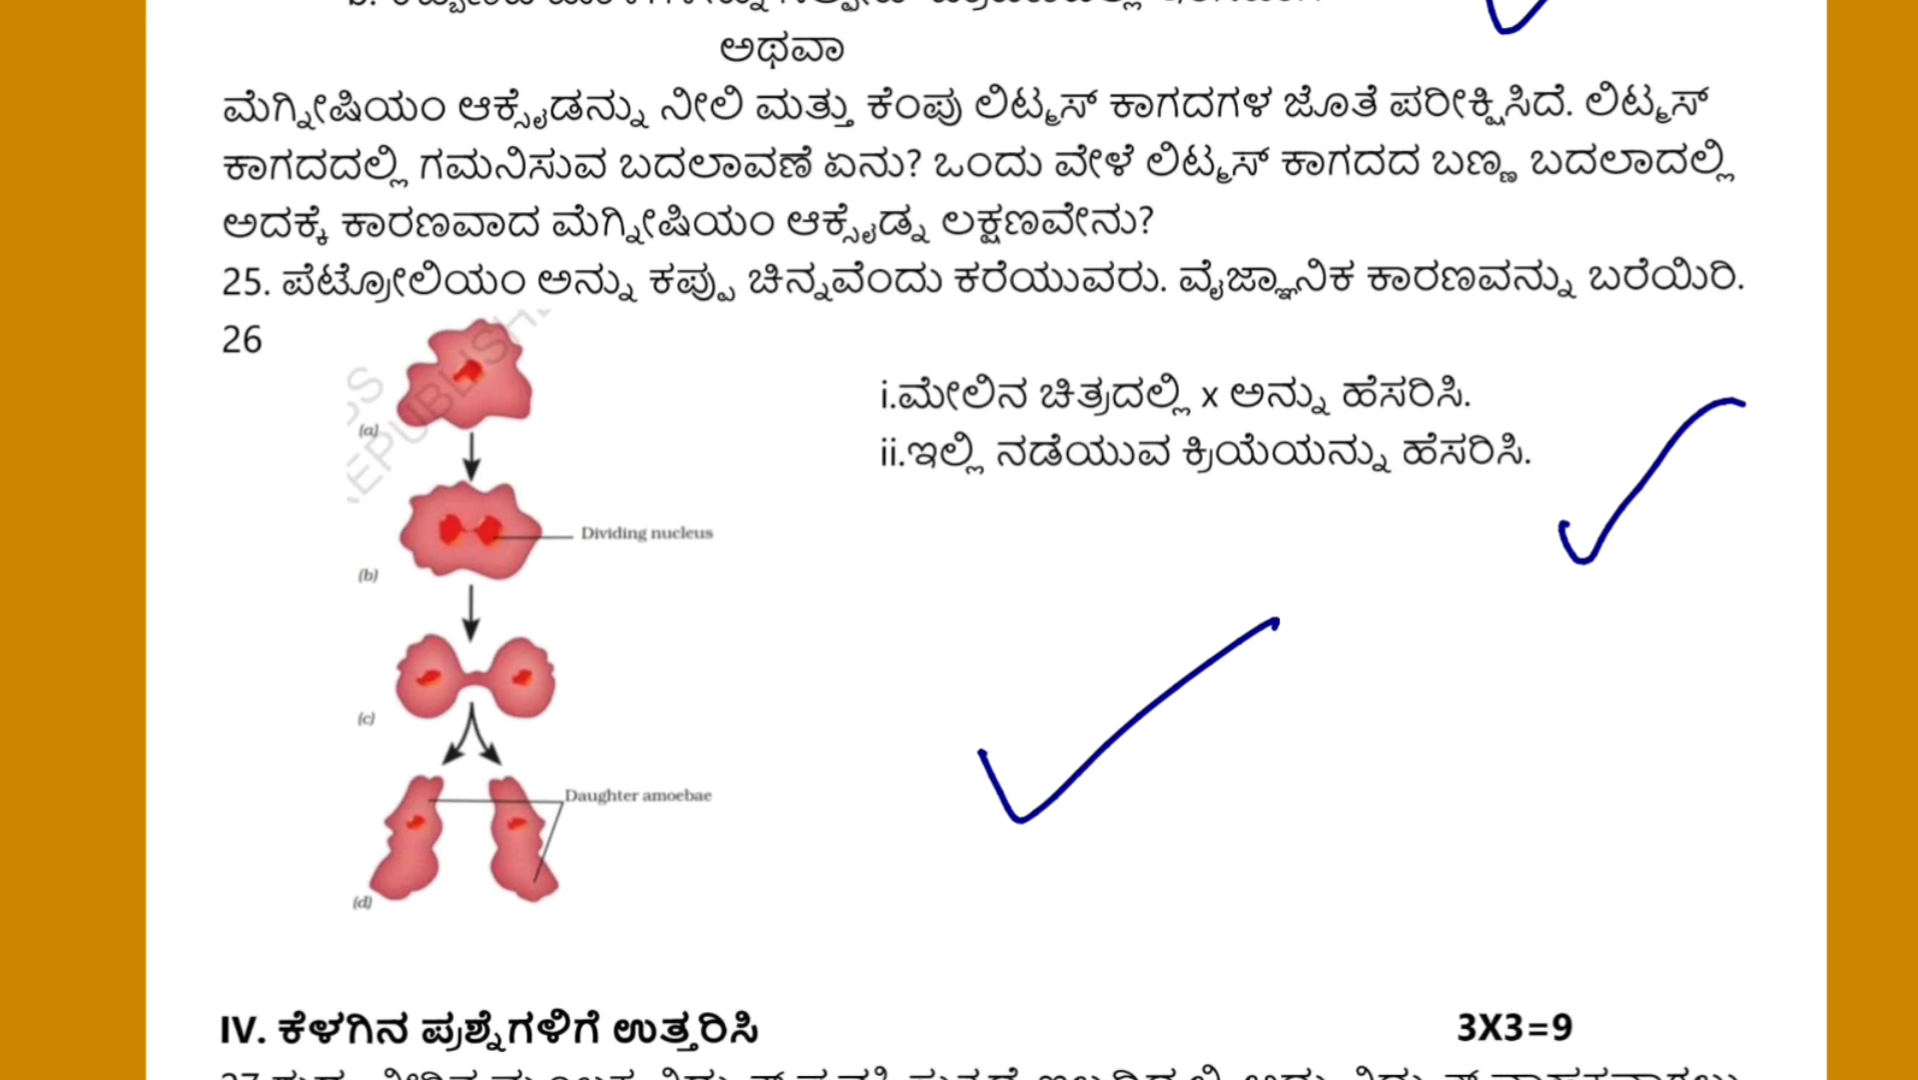 ಅಥವಾ
ಮೆಗ್ನೀಷಿಯಂ ಆಕ್ಸೈಡನ್ನು ನೀಲಿ ಮತ್ತು ಕೆಂಪು ಲಿಟ್ಮಸ್ ಕಾಗದಗಳ ಜೊತೆ ಪರೀಕ್ಷಿಸಿದೆ. ಲಿಟ್ಮಸ್
ಕಾಗದದಲ್ಲಿ ಗಮನಿಸುವ ಬದಲಾವಣೆ ಏನು? ಒಂದು ವೇಳೆ ಲಿಟ್ಮಸ್ ಕಾಗದದ ಬಣ್ಣ ಬದಲಾದಲ್ಲಿ
ಅದಕ್ಕೆ ಕಾರಣವಾದ ಮೆಗ್ನೀಷಿಯಂ ಆಕ್ಸೈಡ್ನ ಲಕ್ಷಣವೇನು?
25. ಪೆಟ್ರೋಲಿಯಂ ಅನ್ನು ಕಪ್ಪು ಚಿನ್ನವೆಂದು ಕರೆಯುವರು. ವೈಜ್ಞಾನಿಕ ಕಾರಣವನ್ನು ಬರೆಯಿರಿ.
26
i.ಮೇಲಿನ ಚಿತ್ರದಲ್ಲಿ x ಅನ್ನು ಹೆಸರಿಸಿ.
ii.ಇಲ್ಲಿ ನಡೆಯುವ ಕ್ರಿಯೆಯನ್ನು ಹೆಸರಿಸಿ.
(a)
Dividing nucleus
(b)
(c)
Daughter amoebae
(d)
IV. ಕೆಳಗಿನ ಪ್ರಶ್ನೆಗಳಿಗೆ ಉತ್ತರಿಸಿ 3X3=9